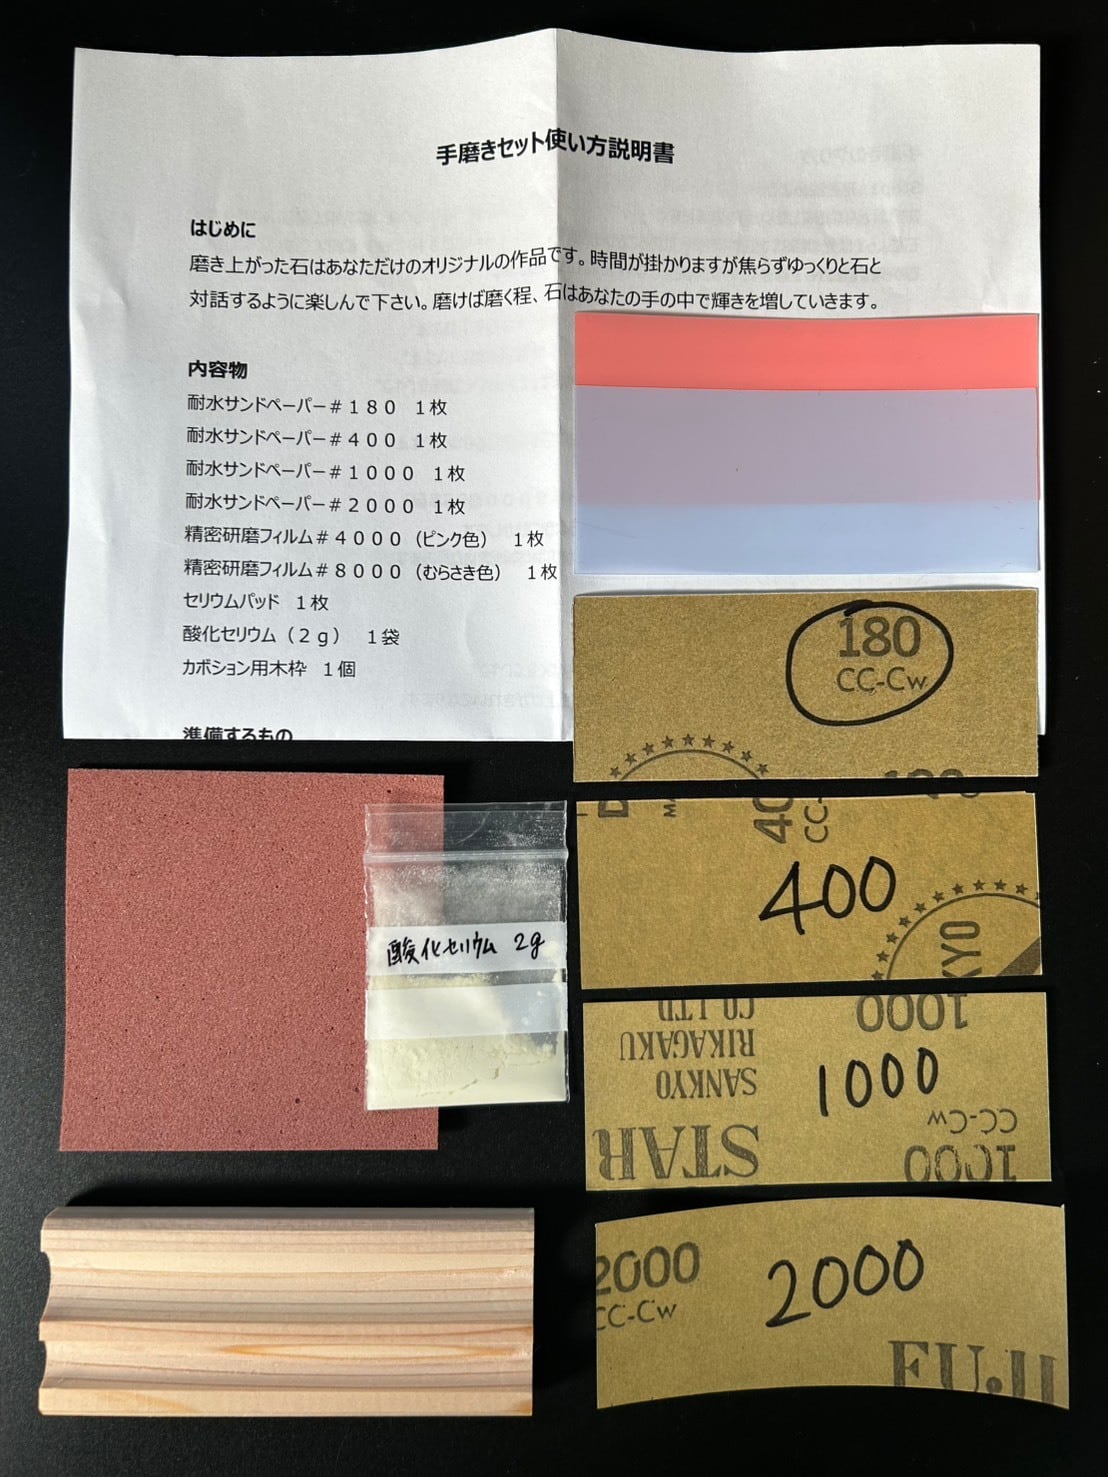 手磨きセット使い方説明書
はじめに
磨き上がった石はあなただけのオリジナルの作品です。時間が掛かりますが焦らずゆっくりと石と
対話するように楽しんで下さい。磨けば磨く程、石はあなたの手の中で輝きを増していきます。
内容物
耐水サンドペーパー＃１８０　１枚
耐水サンドペーパー＃４００　１枚
耐水サンドペーパー＃１０００　１枚
耐水サンドペーパー＃２０００　１枚
精密研磨フィルム＃４０００（ピンク色）　１枚
精密研磨フィルム＃８０００（むらさき色）　１枚
セリウムパッド　１枚
酸化セリウム（２ｇ）　１袋
カボション用木枠　１個
準備するもの
180
CC-Cw
酸化セリウム 2g
400
CC-
400
KYO
1000
CO.,LTD
RIKAGAKU
SANKYO
STAR
1000
CC-Cw
1000
2000
CC-Cw
2000
FUJI